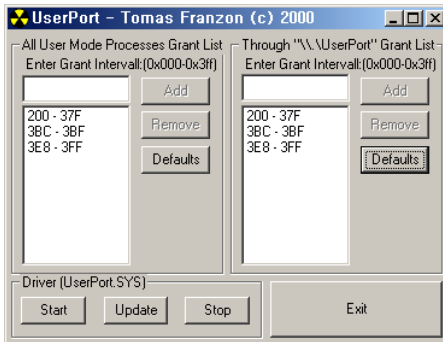 UserPort - Tomas Franzon (c) 2000
All User Mode Processes Grant List
Enter Grant Intervall:(0x000-0x3ff)
Add
200 - 37F
3BC - 3BF
3E8 - 3FF
Remove
Defaults
Through "\\.\UserPort" Grant List
Enter Grant Intervall:(0x000-0x3ff)
Add
200 - 37F
3BC - 3BF
3E8 - 3FF
Remove
Defaults
Driver (UserPort.SYS)
Start
Update
Stop
Exit